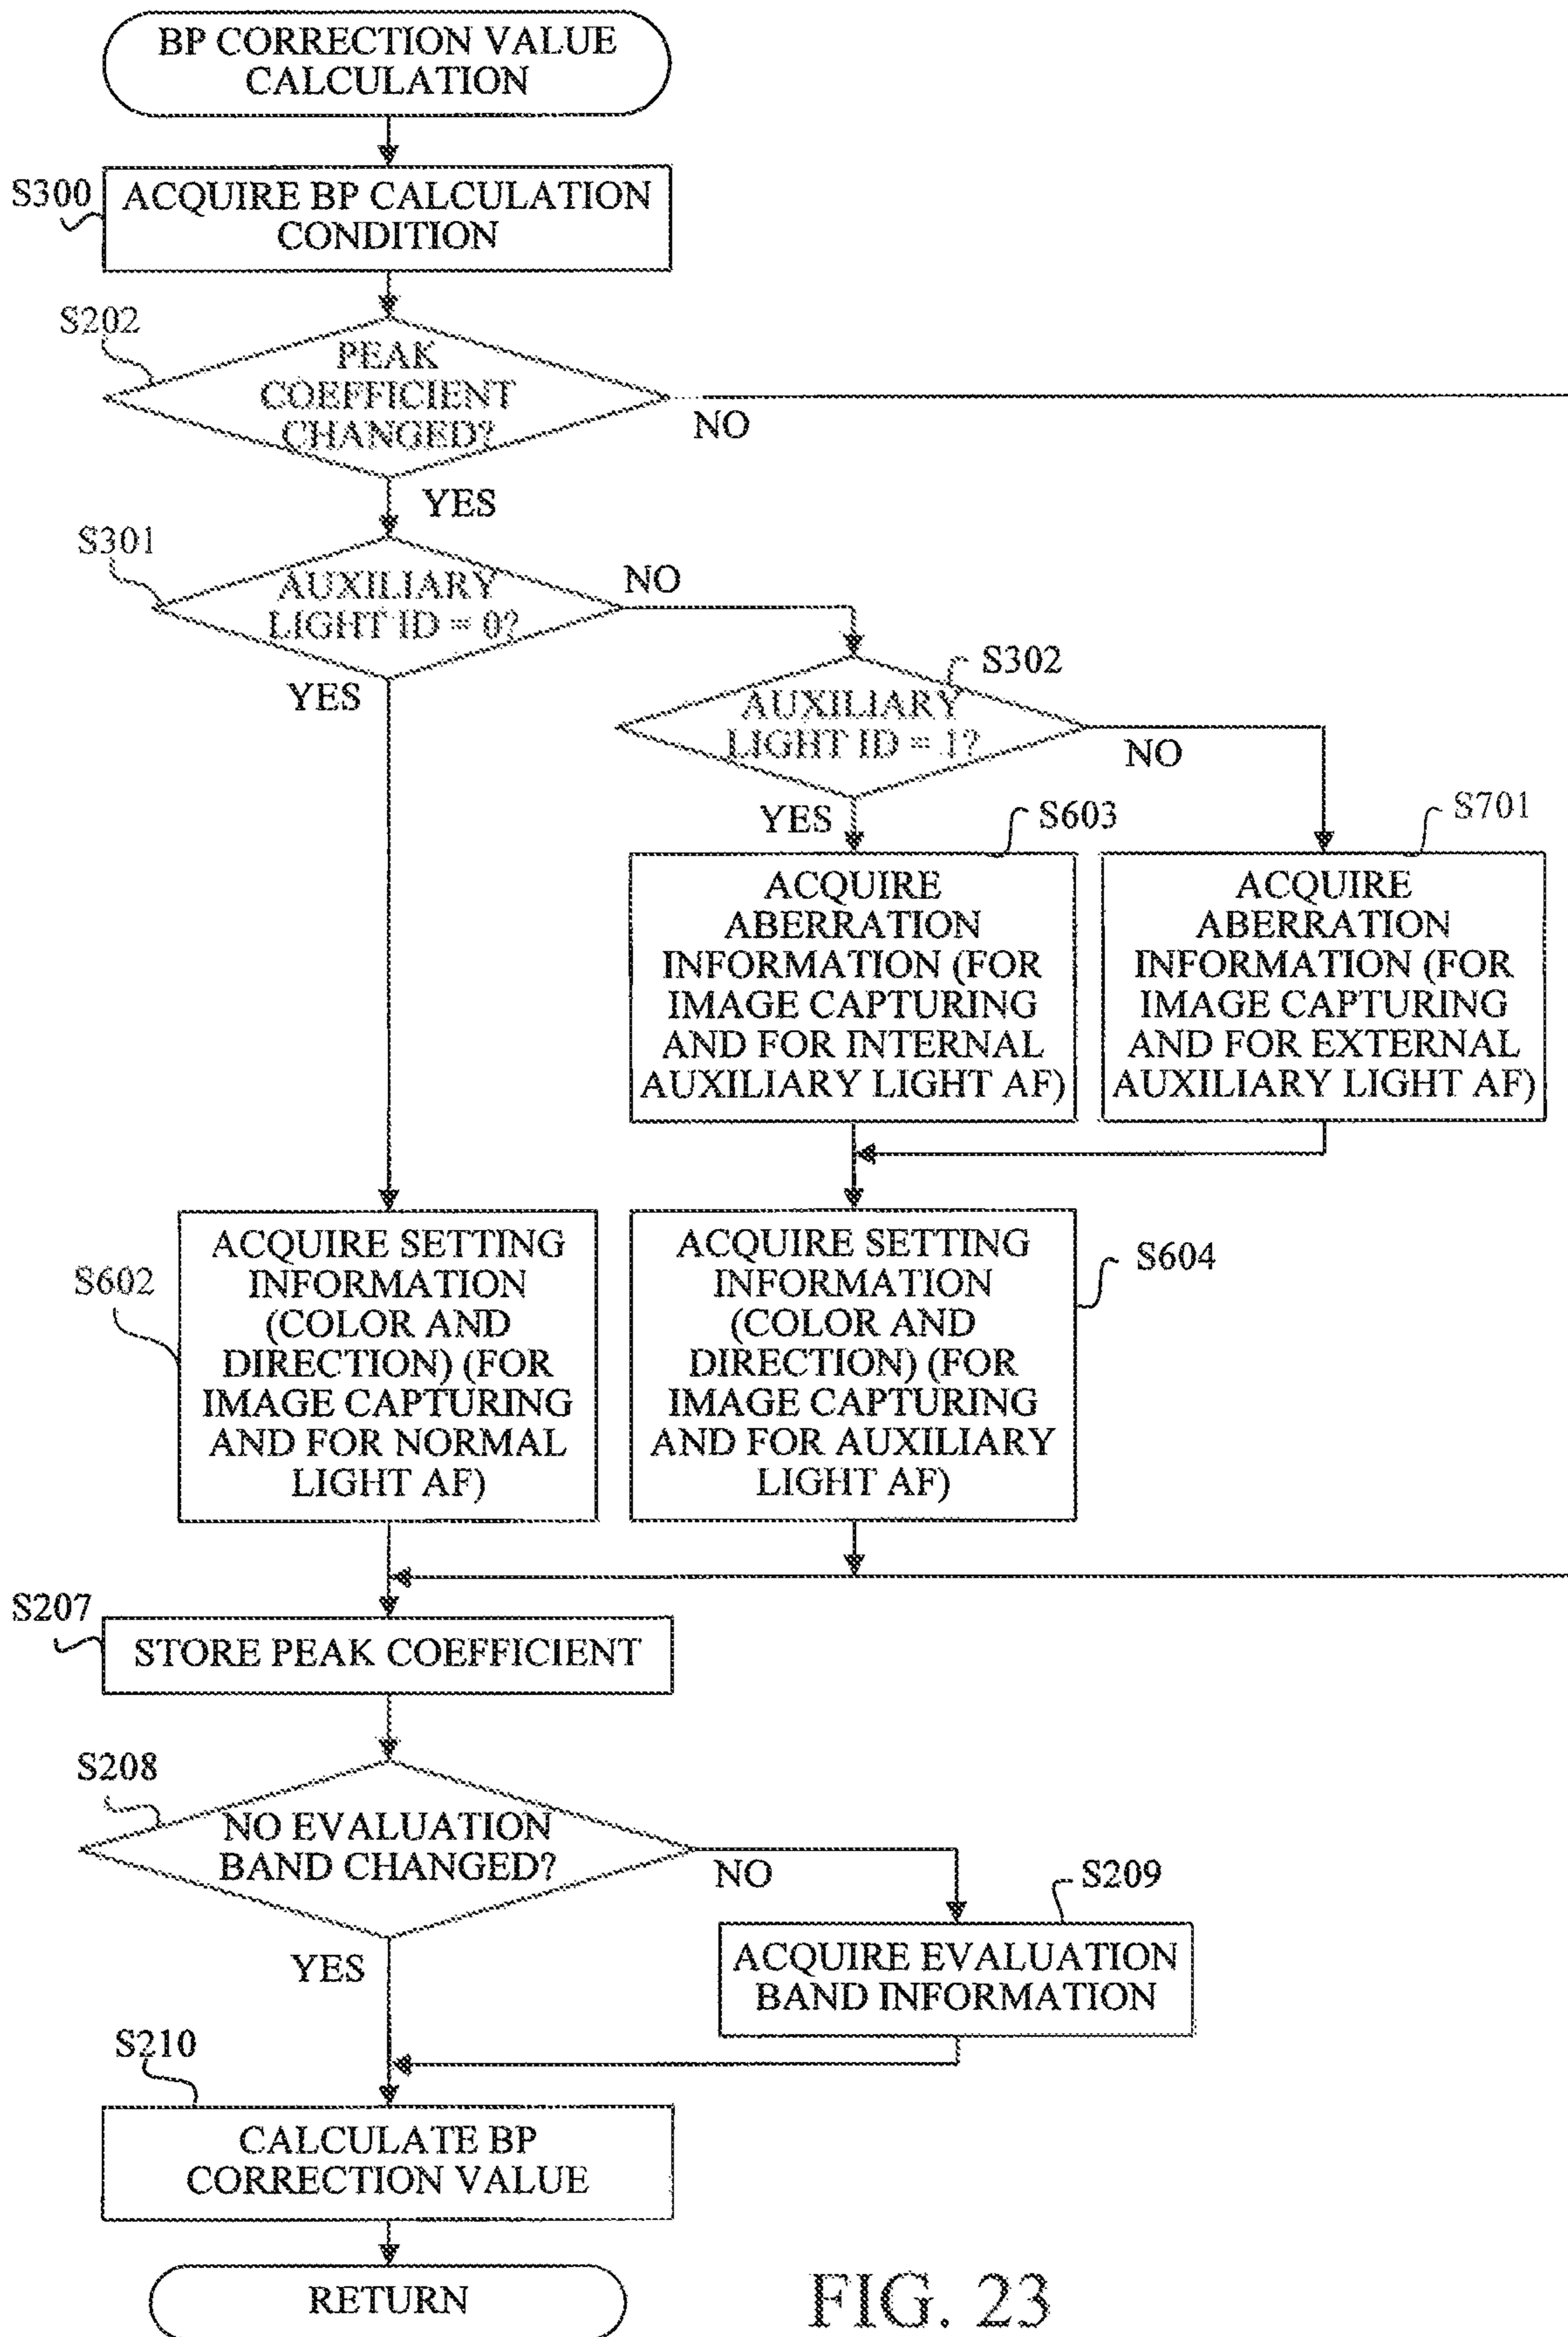 BP CORRECTION VALUE
CALCULATION
S300
ACQUIRE BP CALCULATION
CONDITION
S202
PEAK
COEFFICIENT
CHANGED?
NO
YES
S301
AUXILIARY
LIGHT ID = 0?
NO
YES
S302
AUXILIARY
LIGHT ID = 1?
NO
YES
S603
ACQUIRE
ABERRATION
INFORMATION (FOR
IMAGE CAPTURING
AND FOR INTERNAL
AUXILIARY LIGHT AF)
S701
ACQUIRE
ABERRATION
INFORMATION (FOR
IMAGE CAPTURING
AND FOR EXTERNAL
AUXILIARY LIGHT AF)
S602
ACQUIRE SETTING
INFORMATION
(COLOR AND
DIRECTION) (FOR
IMAGE CAPTURING
AND FOR NORMAL
LIGHT AF)
ACQUIRE SETTING
INFORMATION
(COLOR AND
DIRECTION) (FOR
IMAGE CAPTURING
AND FOR AUXILIARY
LIGHT AF)
S604
S207
STORE PEAK COEFFICIENT
S208
NO EVALUATION
BAND CHANGED?
NO
YES
S209
ACQUIRE EVALUATION
BAND INFORMATION
S210
CALCULATE BP
CORRECTION VALUE
RETURN
FIG. 23